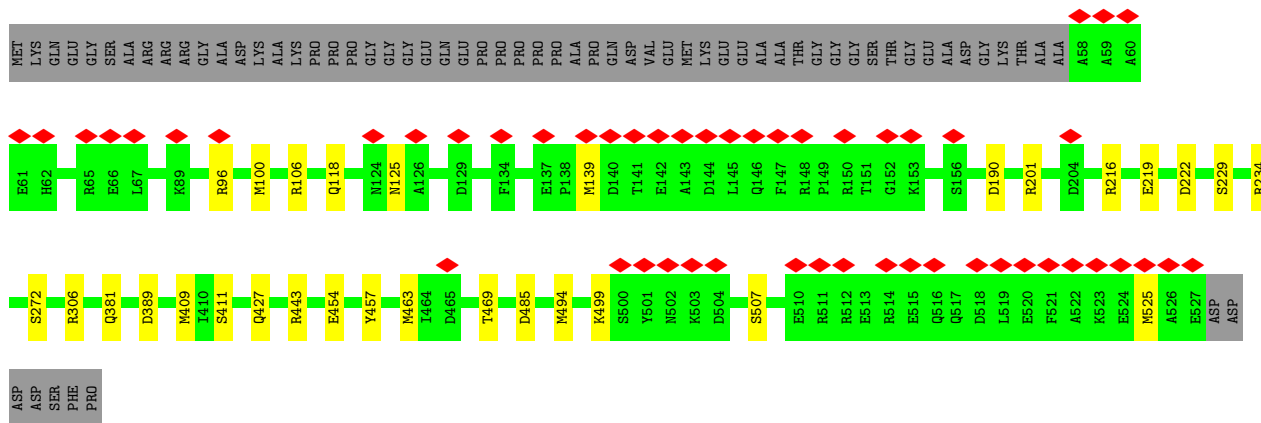 MET LYS GLN GLU GLY SER ALA ARG ARG ARG GLY ALA ASP LYS ALA LYS PRO PRO PRO GLY GLY GLY GLU GLN GLU PRO PRO PRO PRO PRO ALA PRO GLN ASP VAL GLU MET LYS GLU GLU ALA ALA THR GLY GLY GLY SER THR GLY GLU ALA ASP GLY LYS THR ALA ALA A58 A59 A60
E61 H62 R65 E66 L67 K89 R96 M100 R106 Q118 N124 N125 A126 D129 F134 E137 P138 M139 D140 T141 E142 A143 D144 L145 Q146 F147 R148 P149 R150 T151 G152 K153 S156 D190 R201 D204 R216 E219 D222 S229 R234
S272 R306 Q381 D389 M409 I410 S411 Q427 R443 E454 Y457 M463 I464 D465 T469 D485 M494 K499 S500 Y501 N502 K503 D504 S507 E510 R511 R512 E513 R514 E515 Q516 Q517 D518 L519 E520 F521 A522 K523 E524 M525 A526 E527 ASP ASP
ASP ASP SER PHE PRO